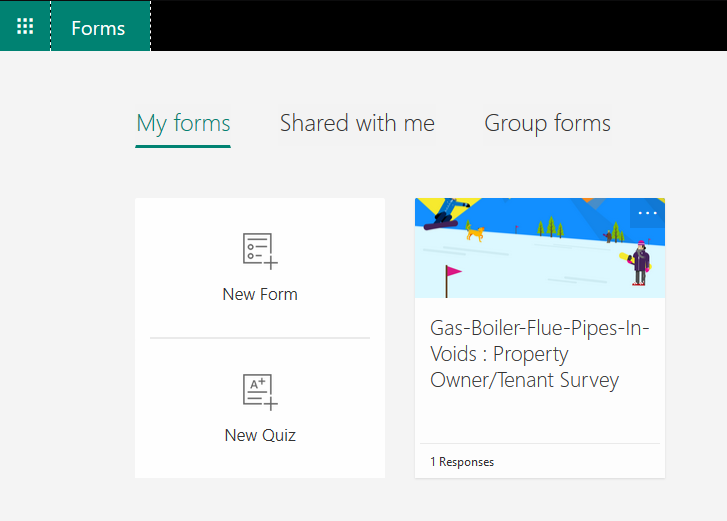 Forms
My forms
Shared with me
Group forms
New Form
A+
New Quiz
...
Gas-Boiler-Flue-Pipes-In-
Voids : Property
Owner/Tenant Survey
1 Responses